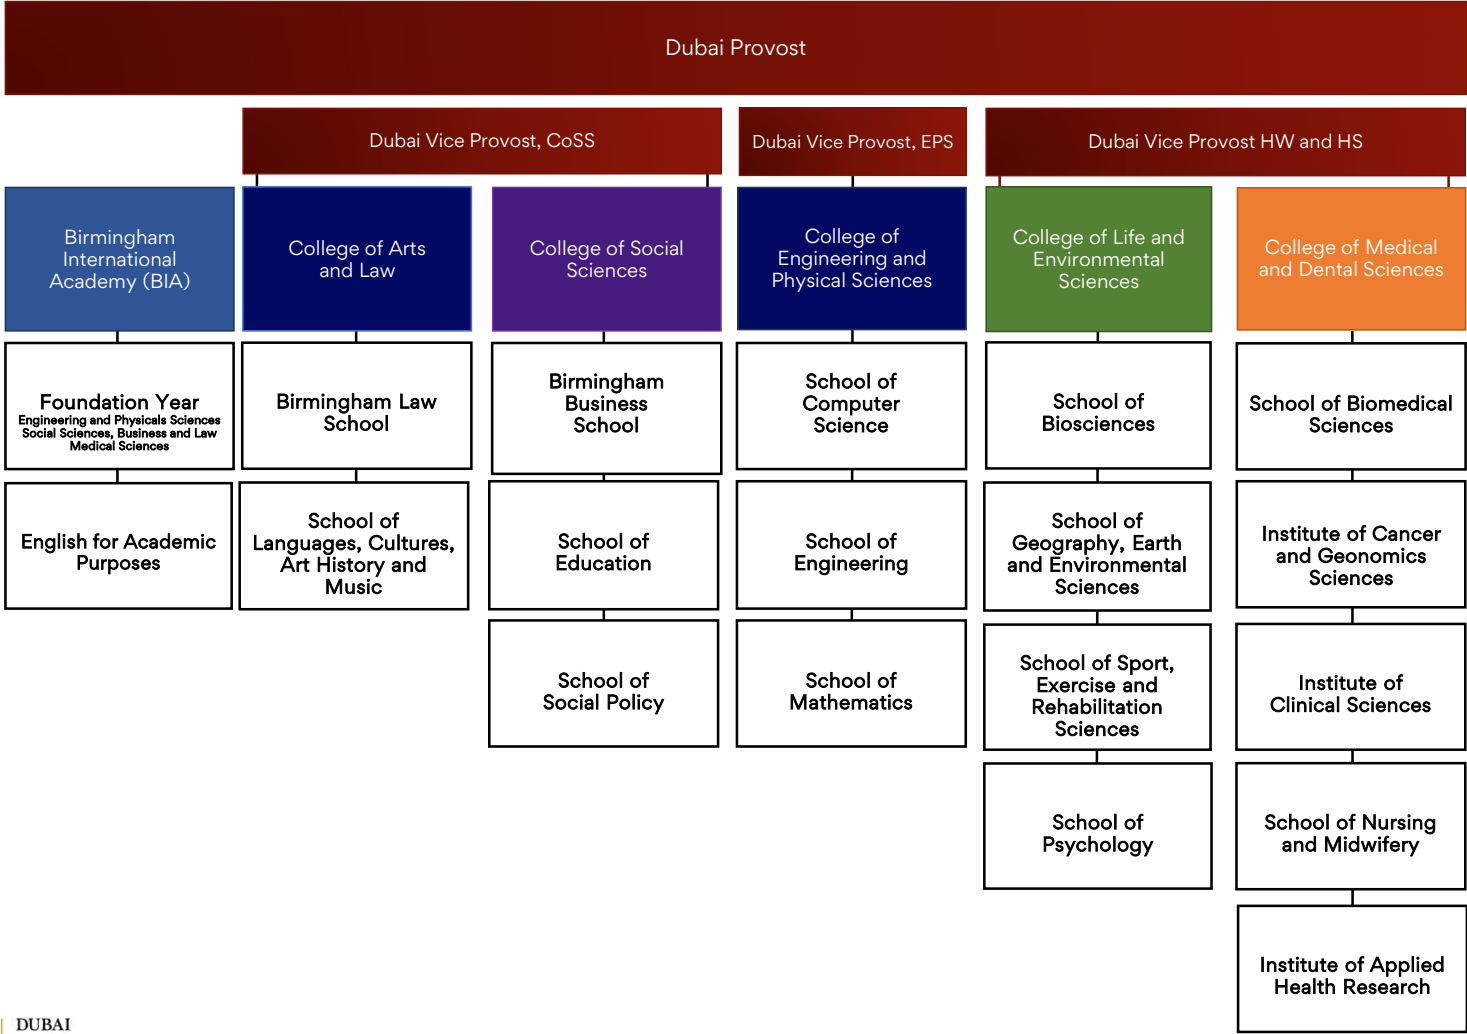 Dubai Provost
Dubai Vice Provost, CoSS
Dubai Vice Provost, EPS
Dubai Vice Provost HW and HS
Birmingham
International
Academy (BIA)
College of Arts
and Law
College of Social
Sciences
College of
Engineering and
Physical Sciences
College of Life and
Environmental
Sciences
College of Medical
and Dental Sciences
Foundation Year
Engineering and Physicals Sciences
Social Sciences, Business and Law
Medical Sciences
Birmingham Law
School
Birmingham
Business
School
School of
Computer
Science
School of
Biosciences
School of Biomedical
Sciences
English for Academic
Purposes
School of
Languages, Cultures,
Art History and
Music
School of
Education
School of
Engineering
School of
Geography, Earth
and Environmental
Sciences
Institute of Cancer
and Geonomics
Sciences
School of
Social Policy
School of
Mathematics
School of Sport,
Exercise and
Rehabilitation
Sciences
Institute of
Clinical Sciences
School of
Psychology
School of Nursing
and Midwifery
Institute of Applied
Health Research
DUBAI